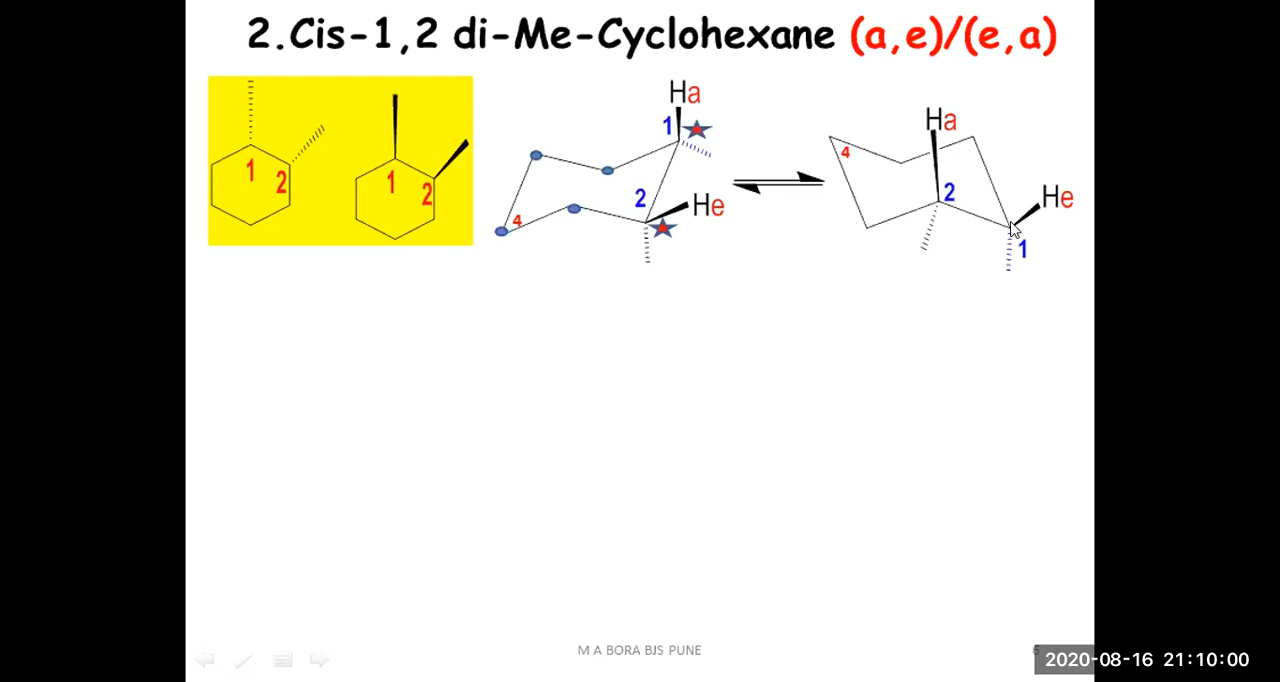 2.Cis-1,2 di-Me-Cyclohexane (a,e)/(e,a)
1 2
1 2
Ha
1
2
He
4
4
Ha
2
He
1
M A BORA BJS PUNE
2020-08-16 21:10:00